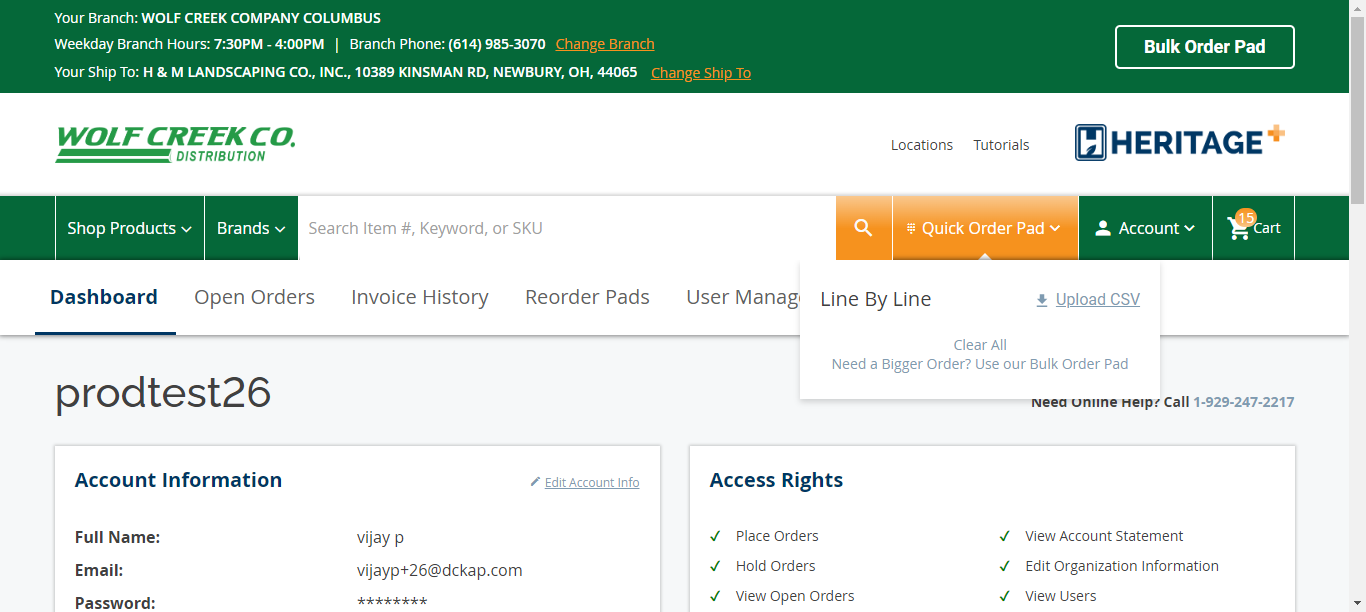 Your Branch: WOLF CREEK COMPANY COLUMBUS
Weekday Branch Hours: 7:30PM - 4:00PM | Branch Phone: (614) 985-3070 Change Branch
Your Ship To: H & M LANDSCAPING CO., INC., 10389 KINSMAN RD, NEWBURY, OH, 44065 Change Ship To
Bulk Order Pad
WOLF CREEK CO.
DISTRIBUTION
Locations Tutorials
HERITAGE+
Shop Products Brands Search Item #, Keyword, or SKU Quick Order Pad Account 15 Cart
Dashboard Open Orders Invoice History Reorder Pads User Manag
Line By Line Upload CSV
Clear All
Need a Bigger Order? Use our Bulk Order Pad
prodtest26
Need Online Help? Call 1-929-247-2217
Account Information Edit Account Info
Full Name: vijay p
Email: vijayp+26@dckap.com
Password: ********
Access Rights
Place Orders View Account Statement
Hold Orders Edit Organization Information
View Open Orders View Users